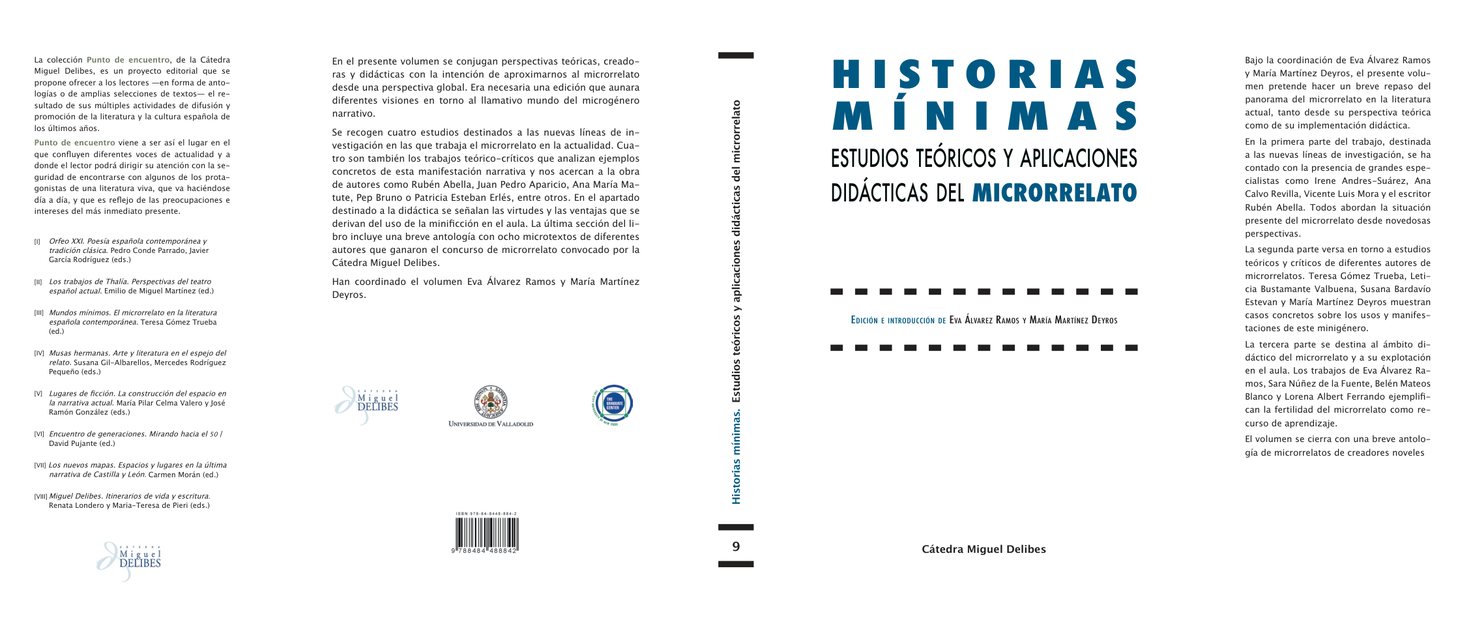 La colección Punto de encuentro, de la Cátedra
Miguel Delibes, es un proyecto editorial que se
propone ofrecer a los lectores —en forma de anto-
logías o de amplias selecciones de textos— el re-
sultado de sus múltiples actividades de difusión y
promoción de la literatura y la cultura española de
los últimos años.
Punto de encuentro viene a ser así el lugar en el
que confluyen diferentes voces de actualidad y a
donde el lector podrá dirigir su atención con la se-
guridad de encontrarse con algunos de los prota-
gonistas de una literatura viva, que va haciéndose
día a día, y que es reflejo de las preocupaciones e
intereses del más inmediato presente.
[I] Orfeo XXI. Poesía española contemporánea y
tradición clásica. Pedro Conde Parrado, Javier
García Rodríguez (eds.)
[II] Los trabajos de Thalía. Perspectivas del teatro
español actual. Emilio de Miguel Martínez (ed.)
[III] Mundos mínimos. El microrrelato en la literatura
española contemporánea. Teresa Gómez Trueba
(ed.)
[IV] Musas hermanas. Arte y literatura en el espejo del
relato. Susana Gil-Albarellos, Mercedes Rodríguez
Pequeño (eds.)
[V] Lugares de ficción. La construcción del espacio en
la narrativa actual. María Pilar Celma Valero y José
Ramón González (eds.)
[VI] Encuentro de generaciones. Mirando hacia el 50 /
David Pujante (ed.)
[VII] Los nuevos mapas. Espacios y lugares en la última
narrativa de Castilla y León. Carmen Morán (ed.)
[VIII] Miguel Delibes. Itinerarios de vida y escritura.
Renata Londero y Maria-Teresa de Pieri (eds.)
CÁTEDRA
Miguel
DELIBES
En el presente volumen se conjugan perspectivas teóricas, creado-
ras y didácticas con la intención de aproximarnos al microrrelato
desde una perspectiva global. Era necesaria una edición que aunara
diferentes visiones en torno al llamativo mundo del microgénero
narrativo.
Se recogen cuatro estudios destinados a las nuevas líneas de in-
vestigación en las que trabaja el microrrelato en la actualidad. Cua-
tro son también los trabajos teórico-críticos que analizan ejemplos
concretos de esta manifestación narrativa y nos acercan a la obra
de autores como Rubén Abella, Juan Pedro Aparicio, Ana María Ma-
tute, Pep Bruno o Patricia Esteban Erlés, entre otros. En el apartado
destinado a la didáctica se señalan las virtudes y las ventajas que se
derivan del uso de la minificción en el aula. La última sección del li-
bro incluye una breve antología con ocho microtextos de diferentes
autores que ganaron el concurso de microrrelato convocado por la
Cátedra Miguel Delibes.
Han coordinado el volumen Eva Álvarez Ramos y María Martínez
Deyros.
CÁTEDRA
Miguel
DELIBES
UNIVERSIDAD DE VALLADOLID
THE
GRADUATE
CENTER
ISBN 978-84-8448-884-2
9 788484 488842
Historias mínimas. Estudios teóricos y aplicaciones didácticas del microrrelato
9
HISTORIAS
MÍNIMAS
ESTUDIOS TEÓRICOS Y APLICACIONES
DIDÁCTICAS DEL MICRORRELATO
EDICIÓN E INTRODUCCIÓN DE EVA ÁLVAREZ RAMOS Y MARÍA MARTÍNEZ DEYROS
Cátedra Miguel Delibes
Bajo la coordinación de Eva Álvarez Ramos
y María Martínez Deyros, el presente volu-
men pretende hacer un breve repaso del
panorama del microrrelato en la literatura
actual, tanto desde su perspectiva teórica
como de su implementación didáctica.
En la primera parte del trabajo, destinada
a las nuevas líneas de investigación, se ha
contado con la presencia de grandes espe-
cialistas como Irene Andres-Suárez, Ana
Calvo Revilla, Vicente Luis Mora y el escritor
Rubén Abella. Todos abordan la situación
presente del microrrelato desde novedosas
perspectivas.
La segunda parte versa en torno a estudios
teóricos y críticos de diferentes autores de
microrrelatos. Teresa Gómez Trueba, Leti-
cia Bustamante Valbuena, Susana Bardavío
Estevan y María Martínez Deyros muestran
casos concretos sobre los usos y manifes-
taciones de este minigénero.
La tercera parte se destina al ámbito di-
dáctico del microrrelato y a su explotación
en el aula. Los trabajos de Eva Álvarez Ra-
mos, Sara Núñez de la Fuente, Belén Mateos
Blanco y Lorena Albert Ferrando ejemplifi-
can la fertilidad del microrrelato como re-
curso de aprendizaje.
El volumen se cierra con una breve antolo-
gía de microrrelatos de creadores noveles